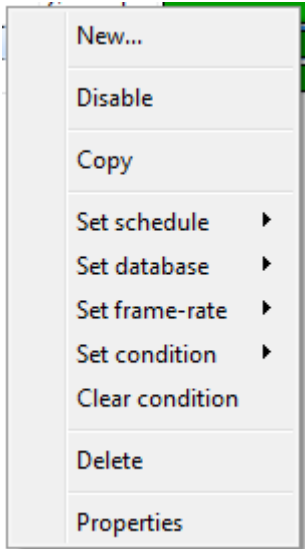 New...
Disable
Copy
Set schedule
Set database
Set frame-rate
Set condition
Clear condition
Delete
Properties